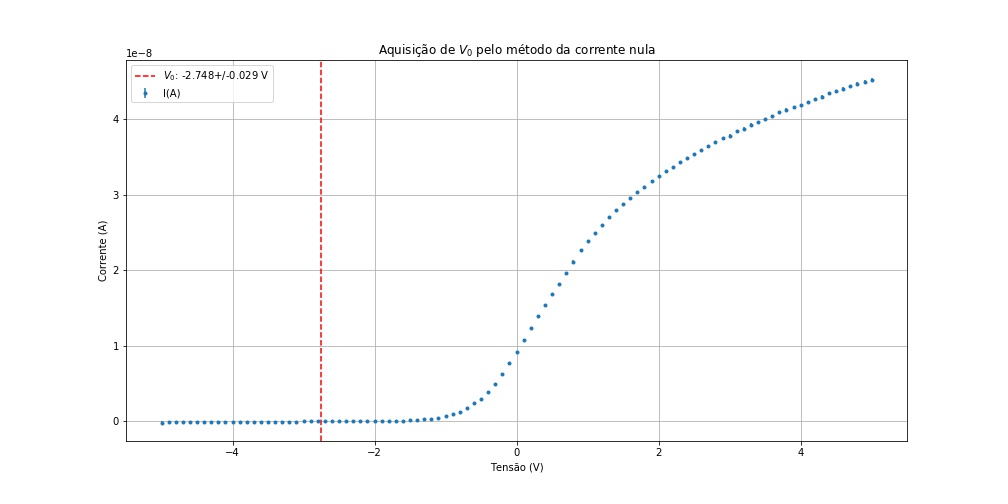 Aquisição de V₀ pelo método da corrente nula
1e−8
V₀: -2.748+/-0.029 V
I(A)
4
3
2
1
0
Corrente (A)
−4 −2 0 2 4
Tensão (V)